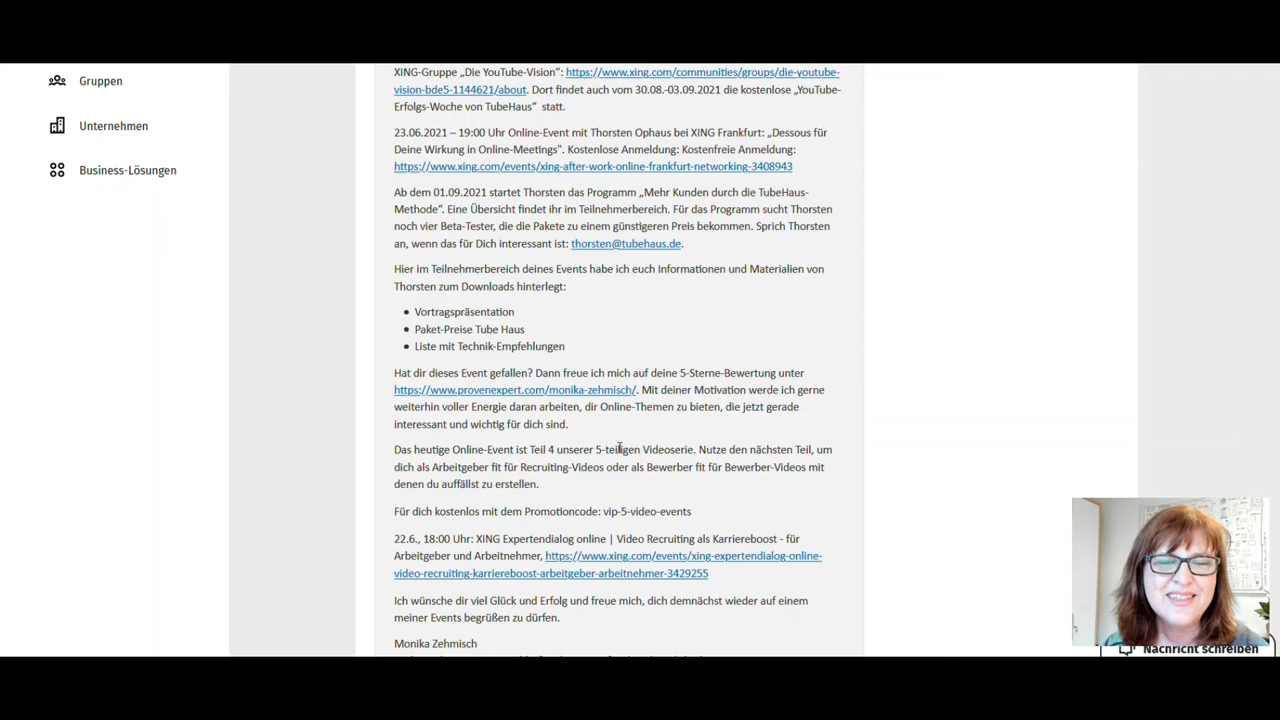 Gruppen
Unternehmen
Business-Lösungen
XING-Gruppe „Die YouTube-Vision“: https://www.xing.com/communities/groups/die-youtube-
vision-bde5-1144621/about. Dort findet auch vom 30.08.-03.09.2021 die kostenlose „YouTube-
Erfolgs-Woche von TubeHaus“ statt.
23.06.2021 – 19:00 Uhr Online-Event mit Thorsten Ophaus bei XING Frankfurt: „Dessous für
Deine Wirkung in Online-Meetings". Kostenlose Anmeldung: Kostenfreie Anmeldung:
https://www.xing.com/events/xing-after-work-online-frankfurt-networking-3408943
Ab dem 01.09.2021 startet Thorsten das Programm „Mehr Kunden durch die TubeHaus-
Methode“. Eine Übersicht findet ihr im Teilnehmerbereich. Für das Programm sucht Thorsten
noch vier Beta-Tester, die die Pakete zu einem günstigeren Preis bekommen. Sprich Thorsten
an, wenn das für Dich interessant ist: thorsten@tubehaus.de.
Hier im Teilnehmerbereich deines Events habe ich euch Informationen und Materialien von
Thorsten zum Downloads hinterlegt:
• Vortragspräsentation
• Paket-Preise Tube Haus
• Liste mit Technik-Empfehlungen
Hat dir dieses Event gefallen? Dann freue ich mich auf deine 5-Sterne-Bewertung unter
https://www.provenexpert.com/monika-zehmisch/. Mit deiner Motivation werde ich gerne
weiterhin voller Energie daran arbeiten, dir Online-Themen zu bieten, die jetzt gerade
interessant und wichtig für dich sind.
Das heutige Online-Event ist Teil 4 unserer 5-teiligen Videoserie. Nutze den nächsten Teil, um
dich als Arbeitgeber fit für Recruiting-Videos oder als Bewerber fit für Bewerber-Videos mit
denen du auffällst zu erstellen.
Für dich kostenlos mit dem Promotioncode: vip-5-video-events
22.6., 18:00 Uhr: XING Expertendialog online | Video Recruiting als Karriereboost - für
Arbeitgeber und Arbeitnehmer, https://www.xing.com/events/xing-expertendialog-online-
video-recruiting-karriereboost-arbeitgeber-arbeitnehmer-3429255
Ich wünsche dir viel Glück und Erfolg und freue mich, dich demnächst wieder auf einem
meiner Events begrüßen zu dürfen.
Monika Zehmisch
Nachricht schreiben